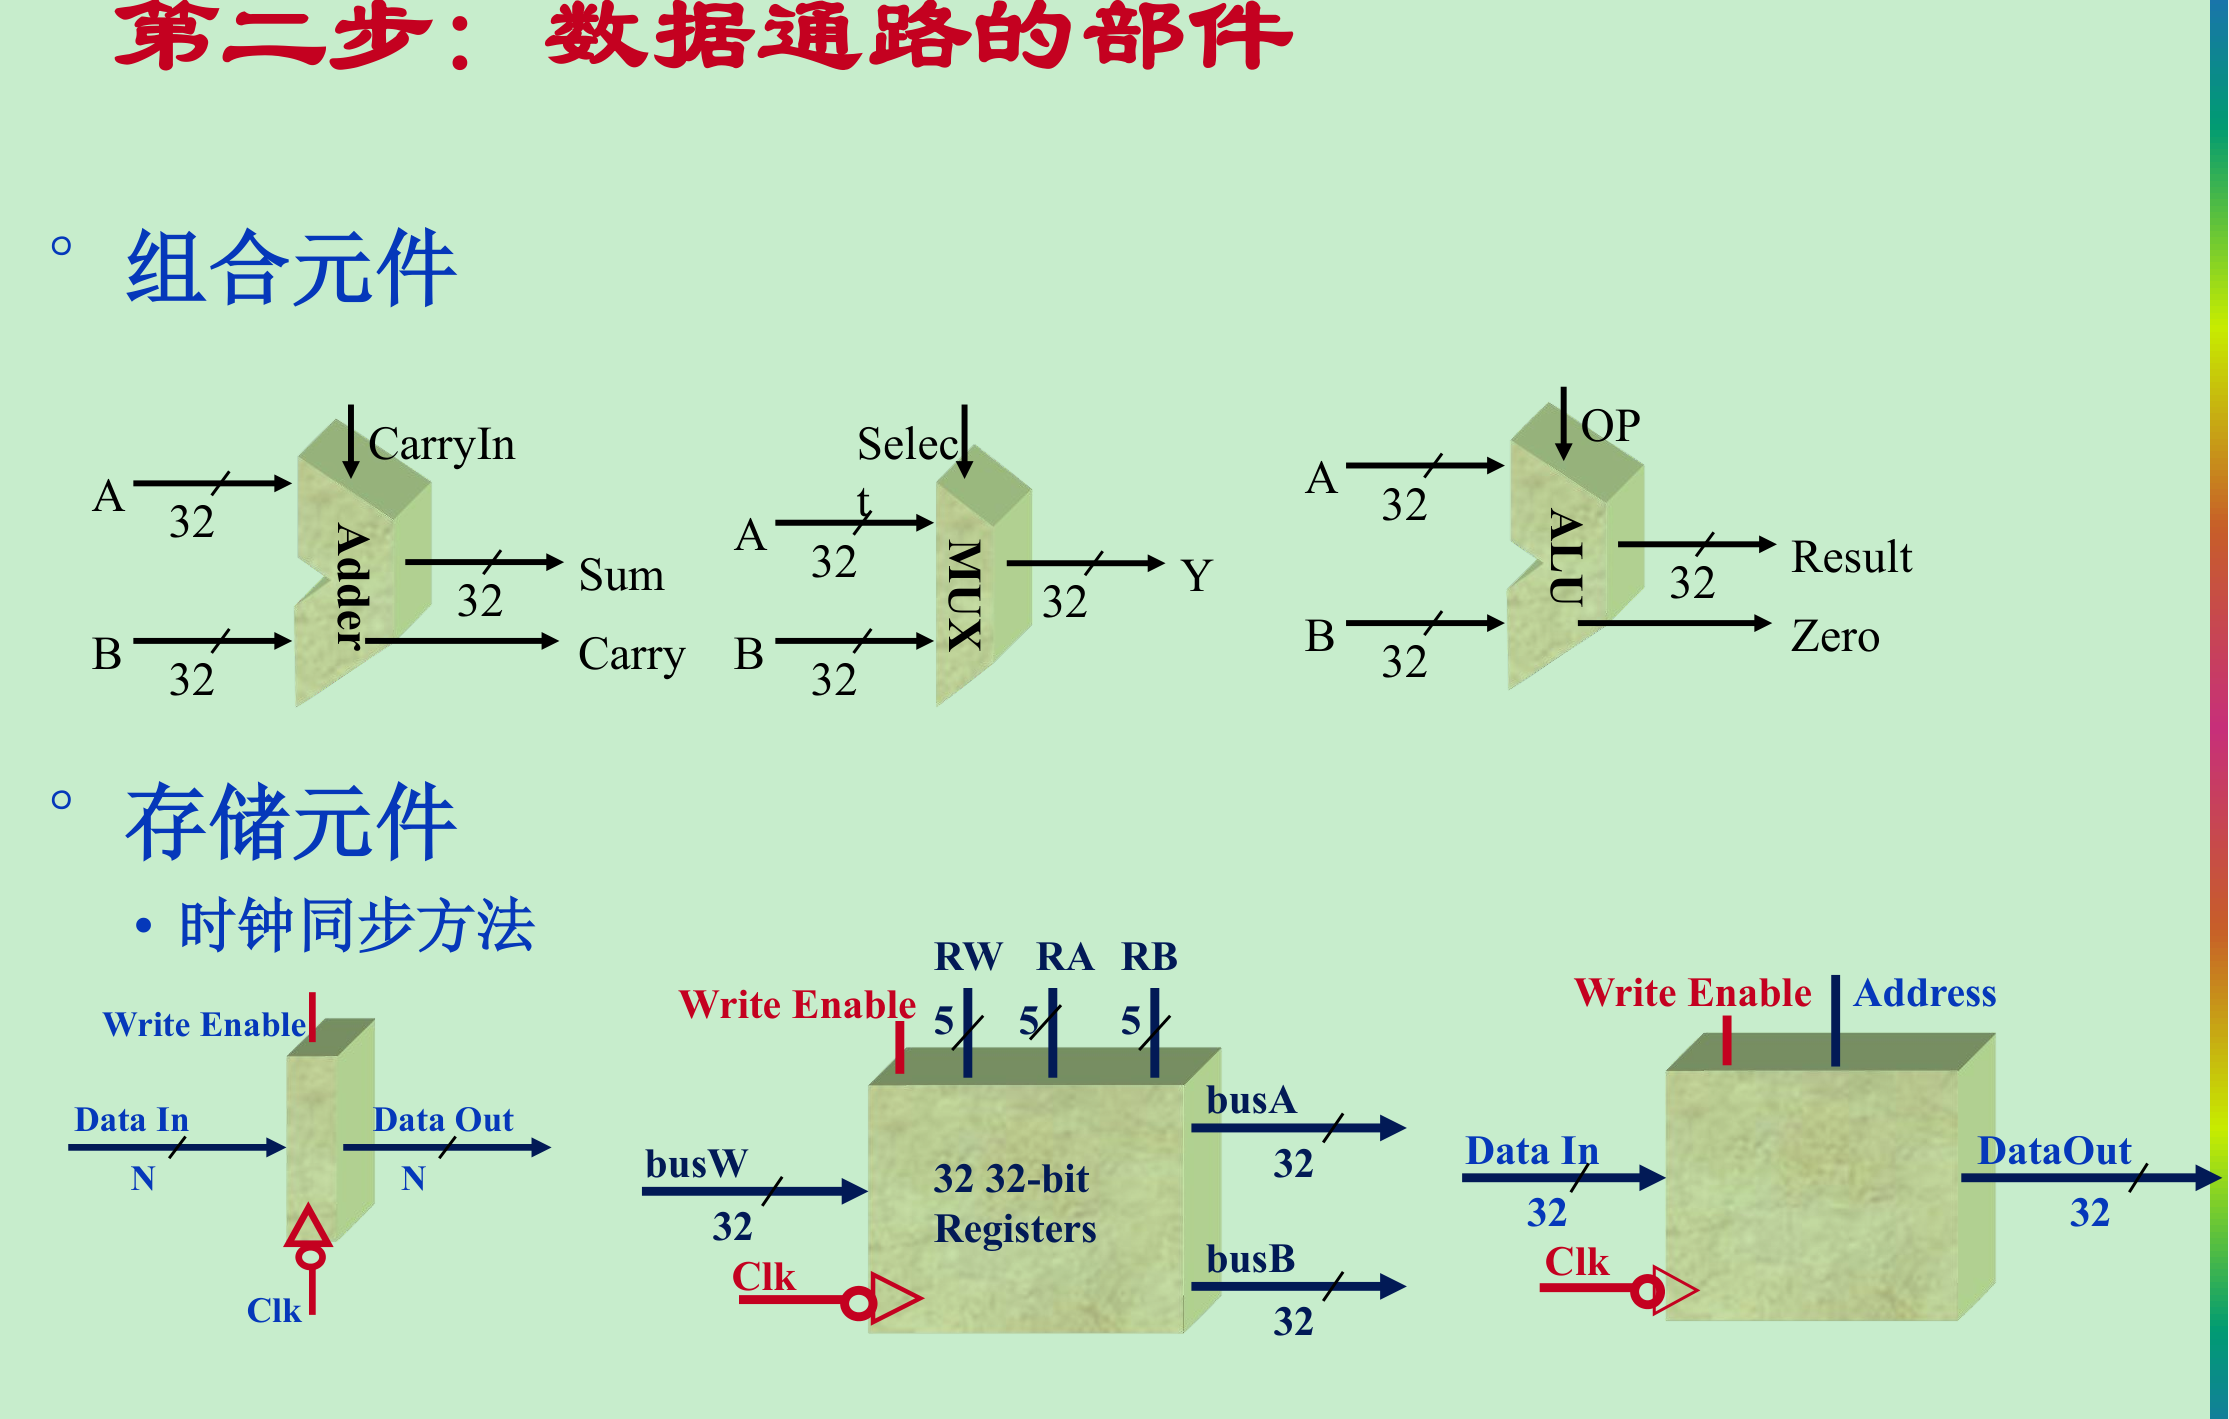 第二步：数据通路的部件
° 组合元件
CarryIn
A
32
Adder
32
Sum
B
32
Carry
Selec
t
A
32
MUX
32
Y
B
32
OP
A
32
ALU
32
Result
B
32
Zero
° 存储元件
• 时钟同步方法
Write Enable
Data In
N
Data Out
N
Clk
RW RA RB
Write Enable
5 5 5
busW
32
32 32-bit
Registers
busA
32
busB
32
Clk
Write Enable
Address
Data In
32
DataOut
32
Clk